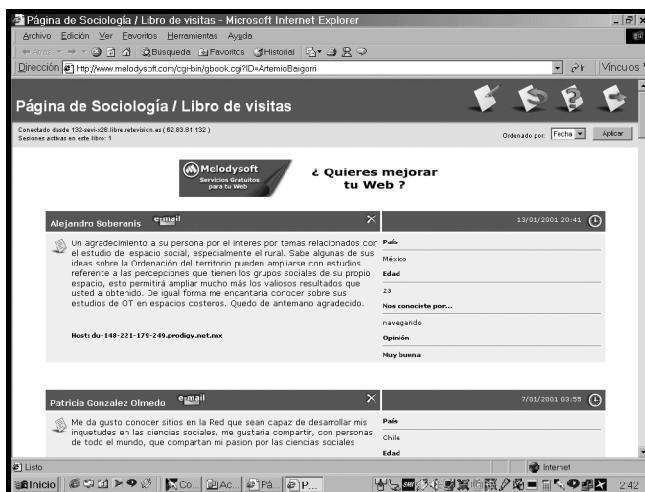 Página de Sociología / Libro de visitas - Microsoft Internet Explorer
Archivo Edición Ver Favoritos Herramientas Ayuda
Atrás Búsqueda Favoritos Historial
Dirección http://www.melodysoft.com/cgi-bin/gbook.cgi?ID=ArtemioBaigorri Ir Vínculos
Página de Sociología / Libro de visitas
Conectado desde 132-sevi-x28.libre.retevision.es ( 62.83.81 132 )
Sesiones activas en este libro: 1
Ordenado por: Fecha Aplicar
Melodysoft
Servicios Gratuitos
para tu Web
¿ Quieres mejorar
tu Web ?
Alejandro Soberanis e-mail 13/01/2001 20:41
Un agradecimiento a su persona por el interes por temas relacionados con
el estudio de espacio social, especialmente el rural. Sabe algunas de sus
ideas sobre la Ordenación del territorio pueden ampliarse con estudios
referente a las percepciones que tienen los grupos sociales de su propio
espacio, esto permitirá ampliar mucho más los valiosos resultados que
usted a obtenido. De igual forma me encantaria conocer sobre sus
estudios de OT en espacios costeros. Quedo de antemano agradecido.
Host: du-148-221-179-249.prodigy.net.mx
País
México
Edad
23
Nos conociste por...
navegando
Opinión
Muy buena
Patricia Gonzalez Olmedo e-mail 7/01/2001 03:55
Me da gusto conocer sitios en la Red que sean capaz de desarrollar mis
inquetudes en las ciencias sociales, me gustaria compartir, con personas
de todo el mundo, que compartan mi pasion por las ciencias sociales
País
Chile
Edad
Listo Internet
Inicio Co... Ac... Pá... P... 2:42